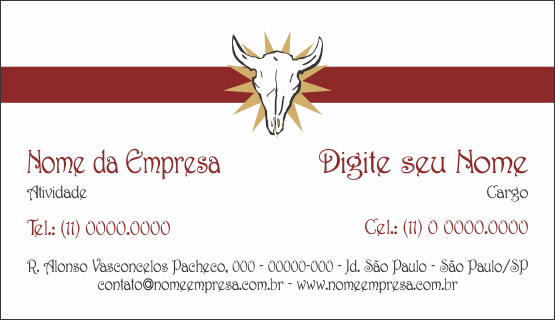 Nome da Empresa
Atividade
Tel.: (11) 0000.0000
Digite seu Nome
Cargo
Cel.: (11) 0 0000.0000
R. Alonso Vasconcelos Pacheco, 000 - 00000-000 - Jd. São Paulo - São Paulo/SP
contato@nomeempresa.com.br - www.nomeempresa.com.br